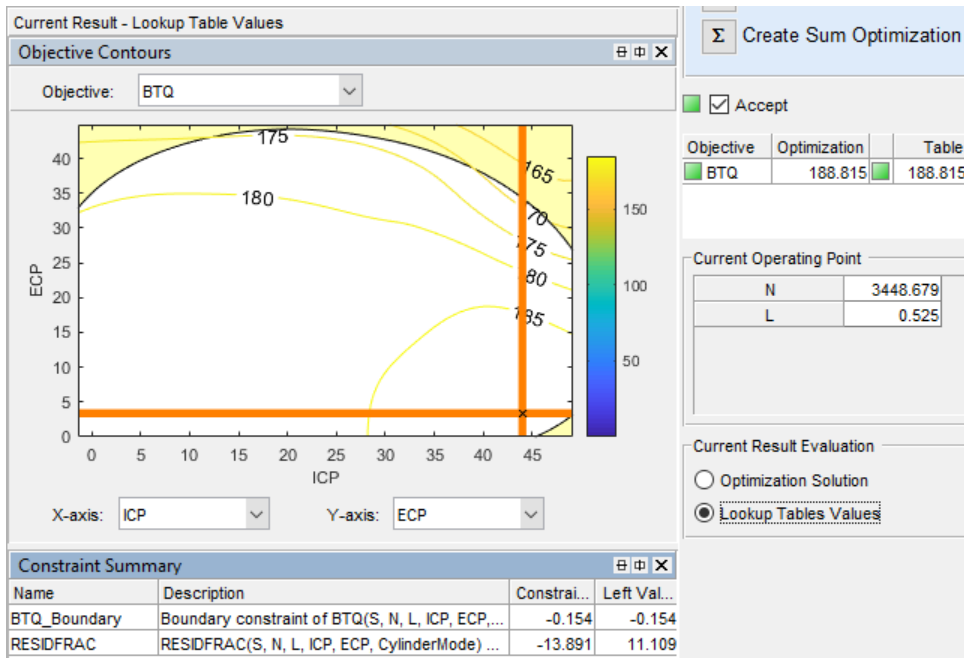 Current Result - Lookup Table Values
Objective Contours
Objective: BTQ
175
165
180
70
175
180
185
40
35
30
25
20
15
10
5
0
ECP
0 5 10 15 20 25 30 35 40 45
ICP
150
100
50
X-axis: ICP Y-axis: ECP
Constraint Summary
Name Description Constrai... Left Val...
BTQ_Boundary Boundary constraint of BTQ(S, N, L, ICP, ECP,... -0.154 -0.154
RESIDFRAC RESIDFRAC(S, N, L, ICP, ECP, CylinderMode) ... -13.891 11.109
Σ Create Sum Optimization
Accept
Objective Optimization Table
BTQ 188.815 188.815
Current Operating Point
N 3448.679
L 0.525
Current Result Evaluation
Optimization Solution
Lookup Tables Values